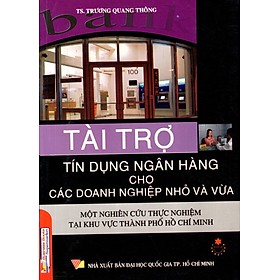 bank
TS. TRƯƠNG QUANG THÔNG
100
TÀI TRỢ
TÍN DỤNG NGÂN HÀNG
CHO
CÁC DOANH NGHIỆP NHỎ VÀ VỪA
MỘT NGHIÊN CỨU THỰC NGHIỆM
TẠI KHU VỰC THÀNH PHỐ HỒ CHÍ MINH
NHÀ XUẤT BẢN ĐẠI HỌC QUỐC GIA TP. HỒ CHÍ MINH